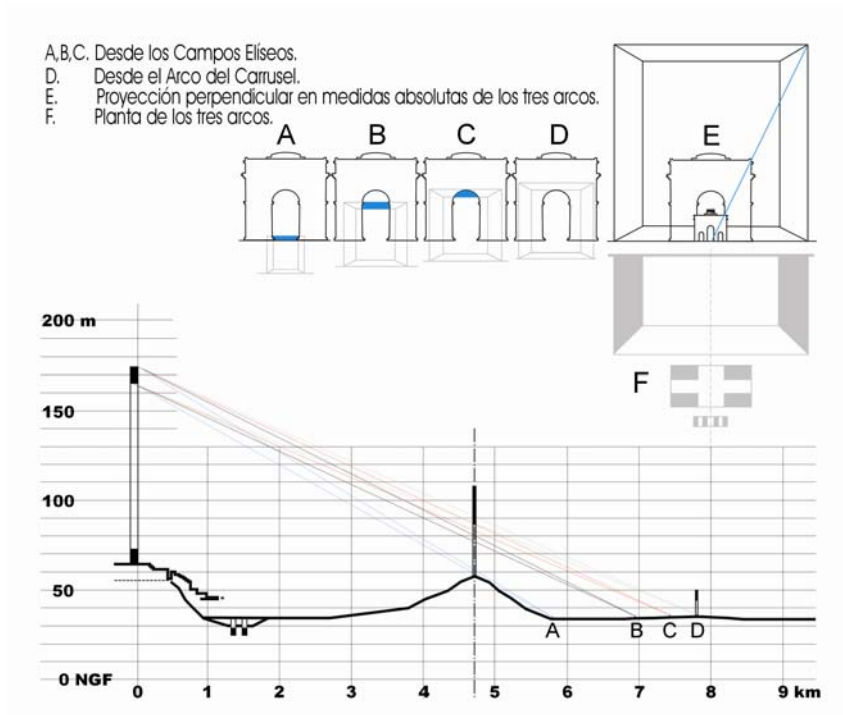 A,B,C. Desde los Campos Elíseos.
D. Desde el Arco del Carrusel.
E. Proyección perpendicular en medidas absolutas de los tres arcos.
F. Planta de los tres arcos.
A B C D E
F
200 m
150
100
50
A B C D
0 NGF
0 1 2 3 4 5 6 7 8 9 km